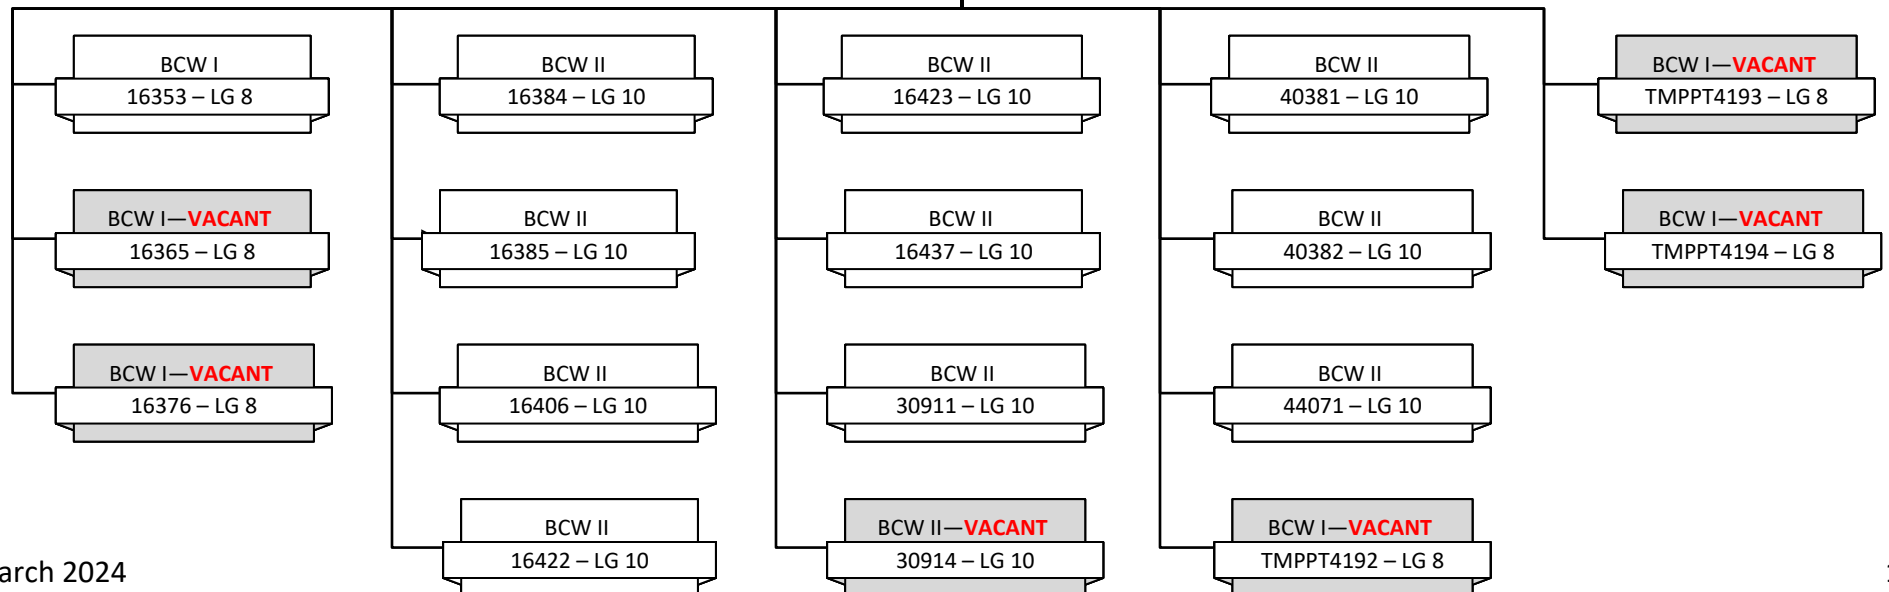 BCW I
16353 – LG 8
BCW I—VACANT
16365 – LG 8
BCW I—VACANT
16376 – LG 8
BCW II
16384 – LG 10
BCW II
16385 – LG 10
BCW II
16406 – LG 10
BCW II
16422 – LG 10
BCW II
16423 – LG 10
BCW II
16437 – LG 10
BCW II
30911 – LG 10
BCW II—VACANT
30914 – LG 10
BCW II
40381 – LG 10
BCW II
40382 – LG 10
BCW II
44071 – LG 10
BCW I—VACANT
TMPPT4192 – LG 8
BCW I—VACANT
TMPPT4193 – LG 8
BCW I—VACANT
TMPPT4194 – LG 8
arch 2024